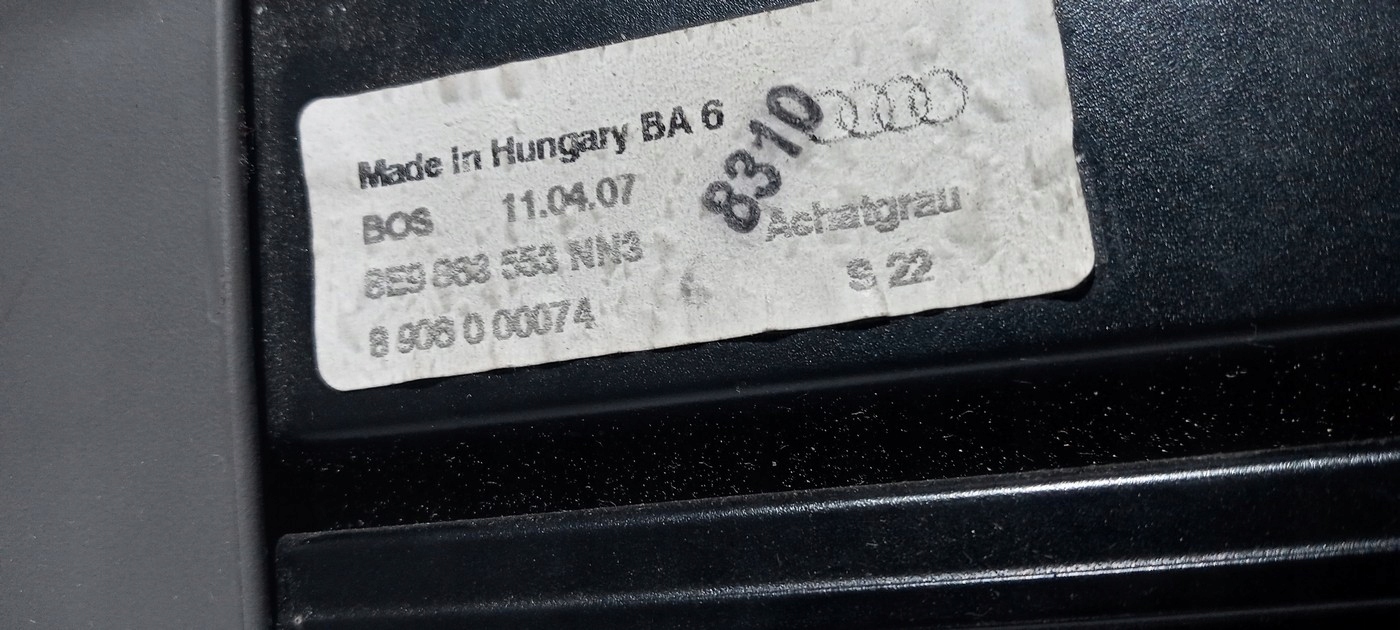 Made in Hungary BA 6
BOS 11.04.07
8E9 863 553 NN3
8 906 0 00074
8310
Achatgrau
S 22